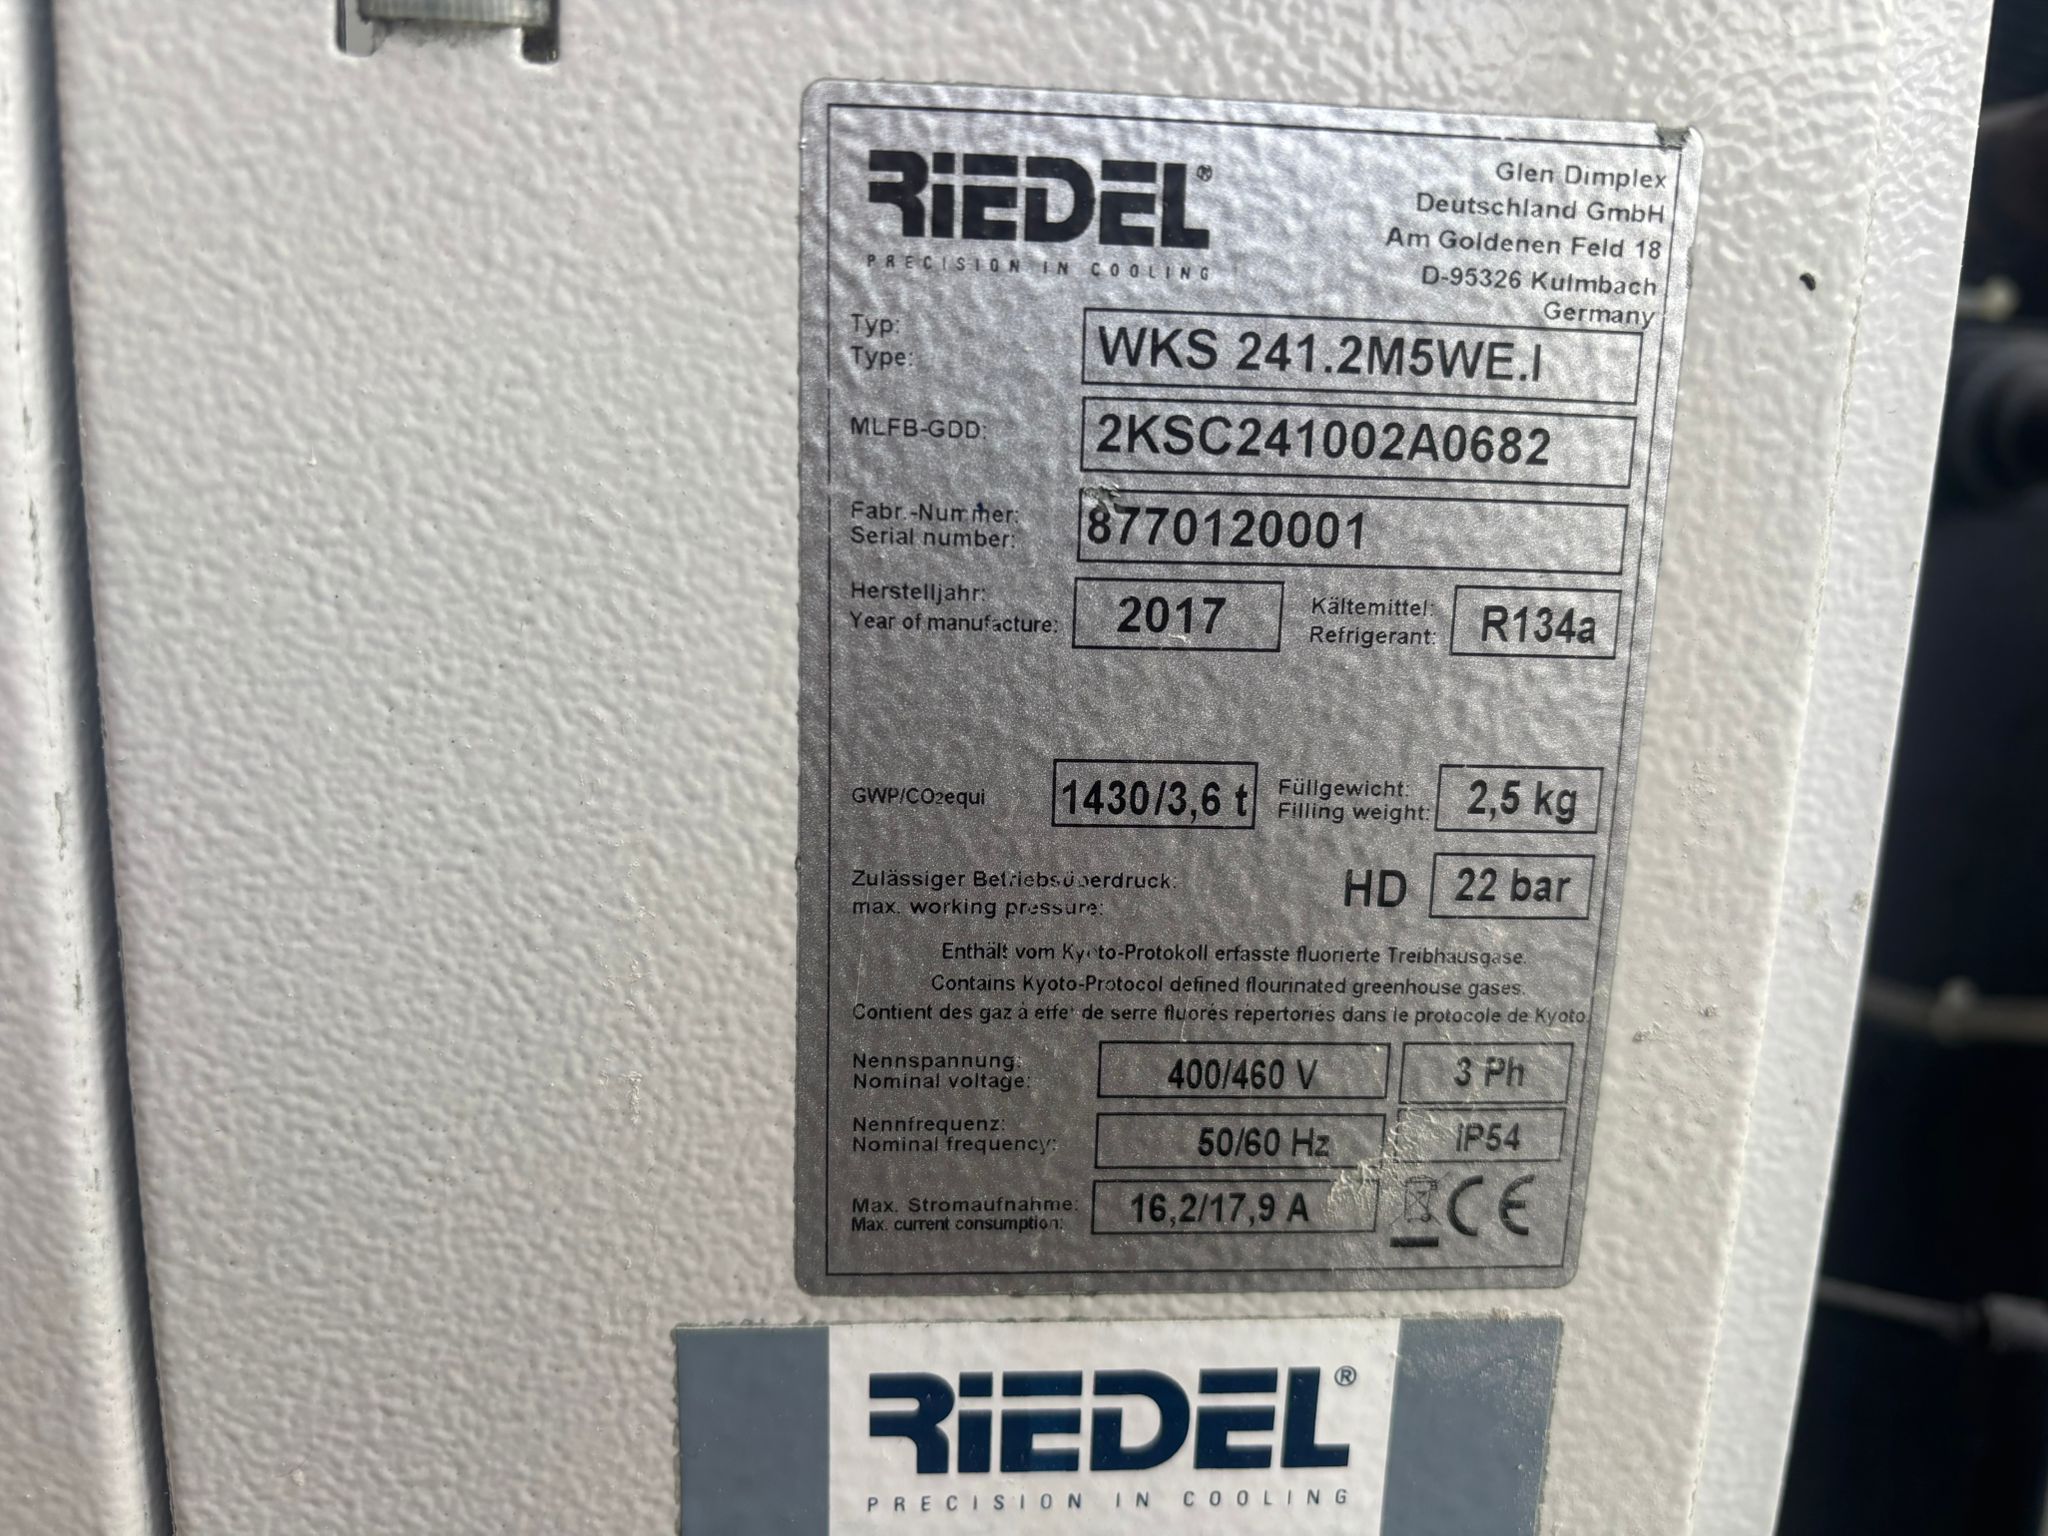 RIEDEL®
PRECISION IN COOLING
Glen Dimplex
Deutschland GmbH
Am Goldenen Feld 18
D-95326 Kulmbach
Germany
Typ:
Type:
WKS 241.2M5WE.I
MLFB-GDD:
2KSC241002A0682
Fabr.-Nummer:
Serial number:
8770120001
Herstelljahr:
Year of manufacture:
2017
Kältemittel:
Refrigerant:
R134a
GWP/CO₂equi
1430/3,6 t
Füllgewicht:
Filling weight:
2,5 kg
Zulässiger Betriebsüberdruck:
max. working pressure:
HD
22 bar
Enthält vom Kyoto-Protokoll erfasste fluorierte Treibhausgase.
Contains Kyoto-Protocol defined flourinated greenhouse gases.
Contient des gaz à effet de serre fluorés répertoriés dans le protocole de Kyoto.
Nennspannung:
Nominal voltage:
400/460 V
3 Ph
Nennfrequenz:
Nominal frequency:
50/60 Hz
IP54
Max. Stromaufnahme:
Max. current consumption:
16,2/17,9 A
CE
RIEDEL®
PRECISION IN COOLING